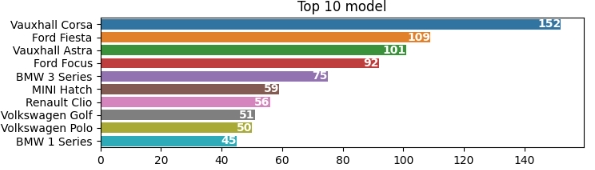 Top 10 model
Vauxhall Corsa 152
Ford Fiesta 109
Vauxhall Astra 101
Ford Focus 92
BMW 3 Series 75
MINI Hatch 59
Renault Clio 56
Volkswagen Golf 51
Volkswagen Polo 50
BMW 1 Series 45
0 20 40 60 80 100 120 140